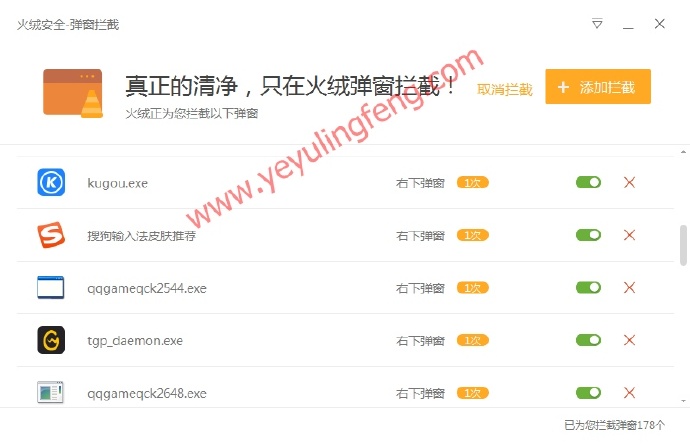 火绒安全-弹窗拦截
真正的清净，只在火绒弹窗拦截！
取消拦截
+ 添加拦截
火绒正为您拦截以下弹窗
www.yeyulingfeng.com
kugou.exe 右下弹窗 1次
搜狗输入法皮肤推荐 右下弹窗 1次
qqgameqck2544.exe 右下弹窗 1次
tgp_daemon.exe 右下弹窗 1次
qqgameqck2648.exe 右下弹窗 1次
已为您拦截弹窗178个